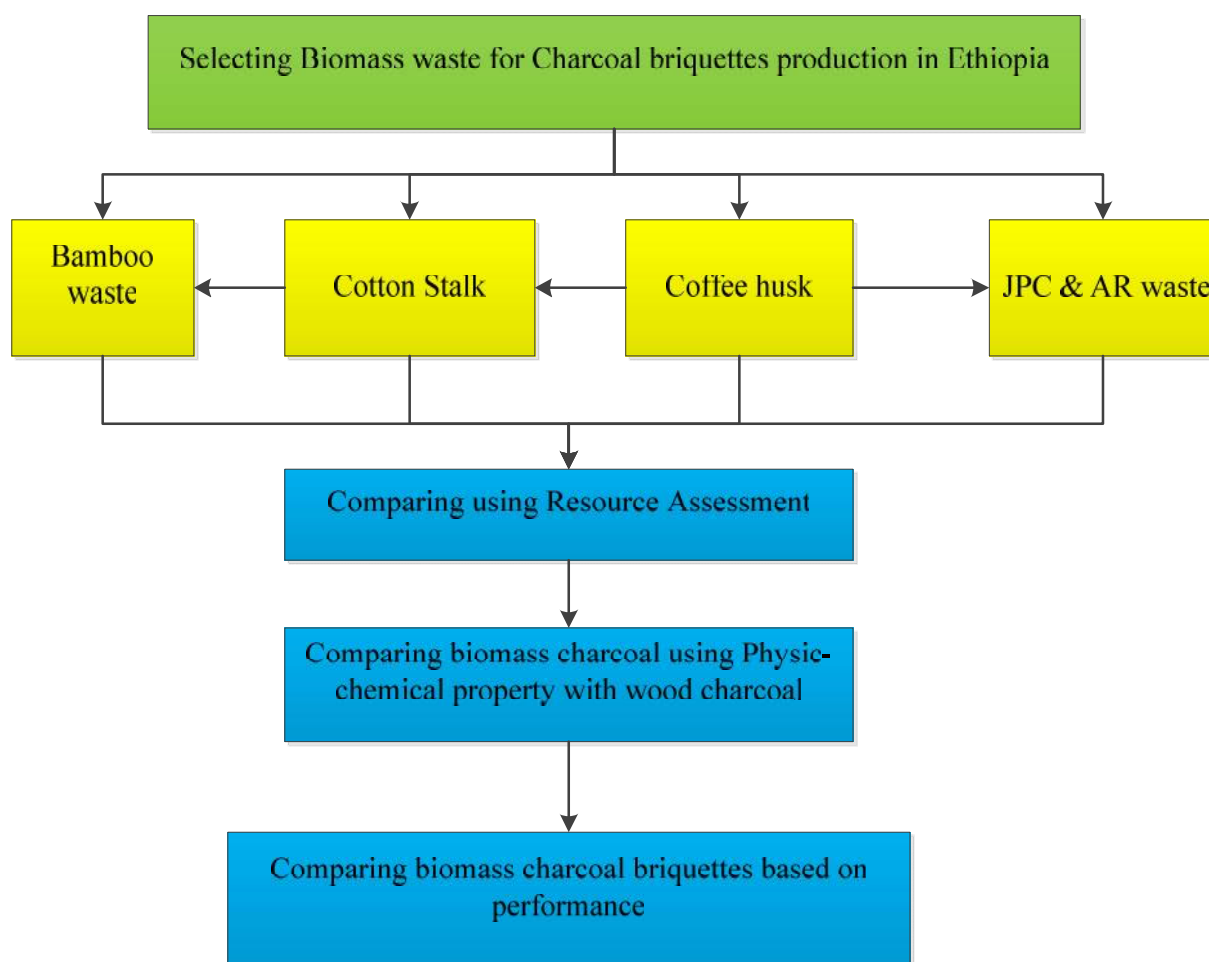 Selecting Biomass waste for Charcoal briquettes production in Ethiopia
Bamboo
waste
Cotton Stalk
Coffee husk
JPC & AR waste
Comparing using Resource Assessment
Comparing biomass charcoal using Physic-
chemical property with wood charcoal
Comparing biomass charcoal briquettes based on
performance